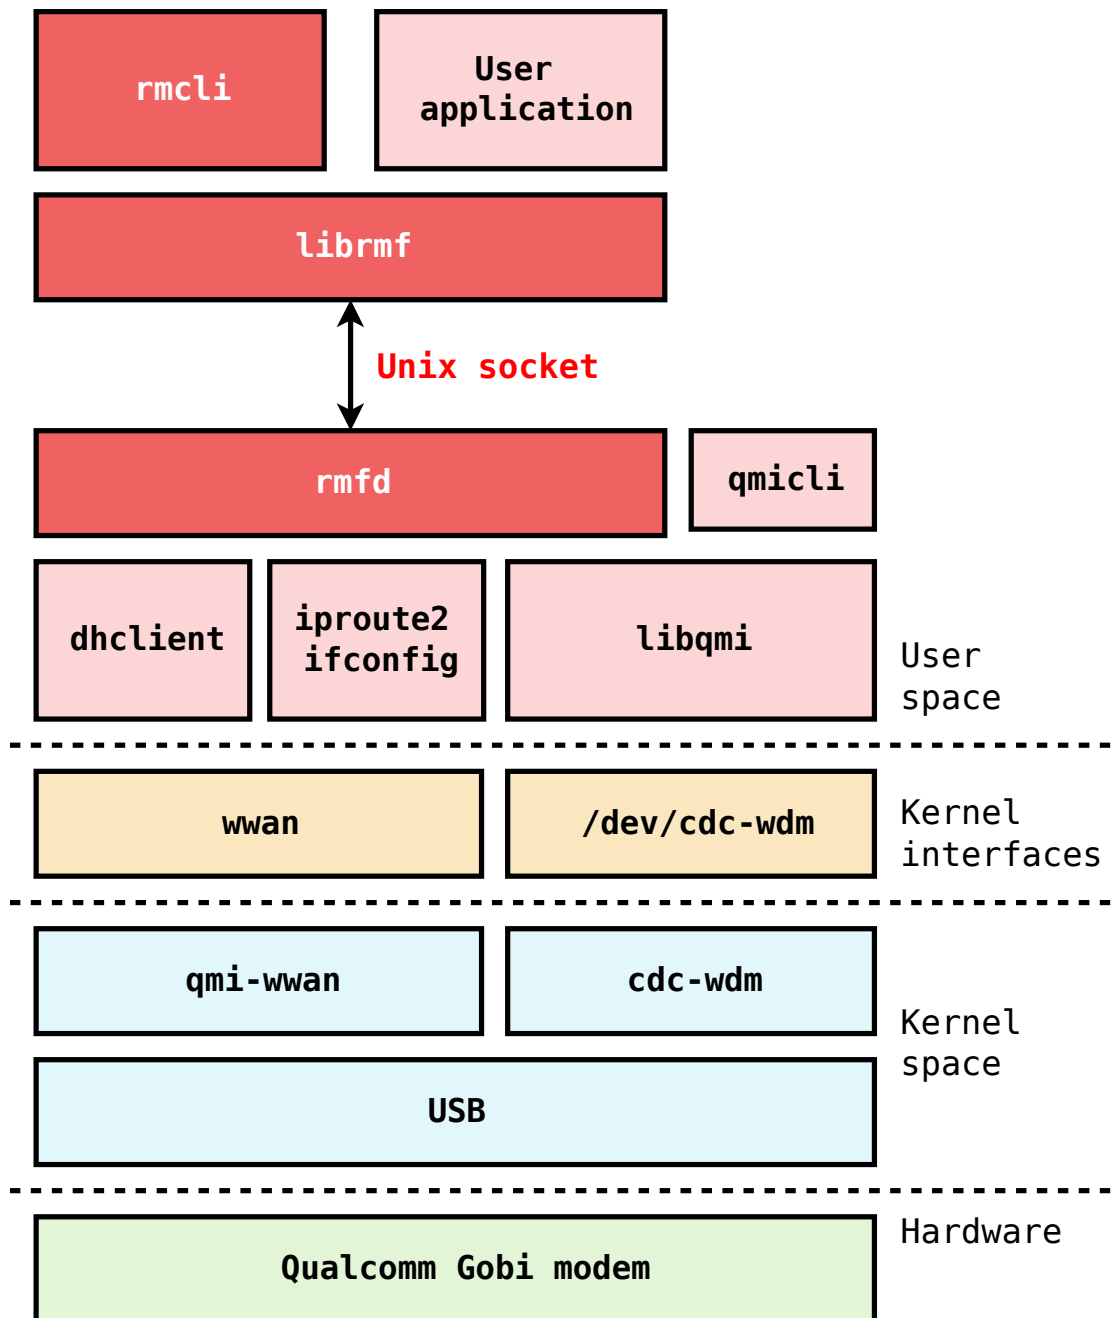 rmcli
User
application
librmf
Unix socket
rmfd
qmicli
dhclient
iproute2
ifconfig
libqmi
User
space
wwan
/dev/cdc-wdm
Kernel
interfaces
qmi-wwan
cdc-wdm
Kernel
space
USB
Hardware
Qualcomm Gobi modem